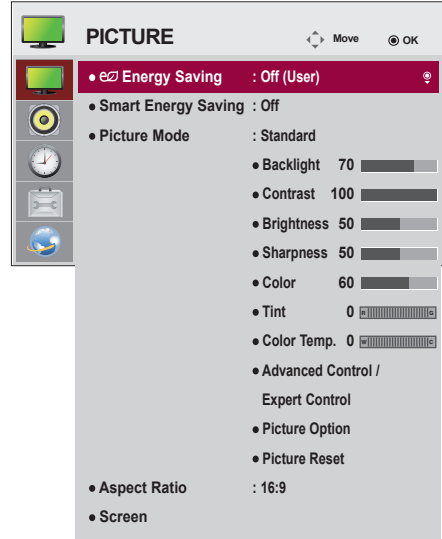 PICTURE Move OK
• Energy Saving : Off (User)
• Smart Energy Saving : Off
• Picture Mode : Standard
• Backlight 70
• Contrast 100
• Brightness 50
• Sharpness 50
• Color 60
• Tint 0 R G
• Color Temp. 0 W C
• Advanced Control /
Expert Control
• Picture Option
• Picture Reset
• Aspect Ratio : 16:9
• Screen